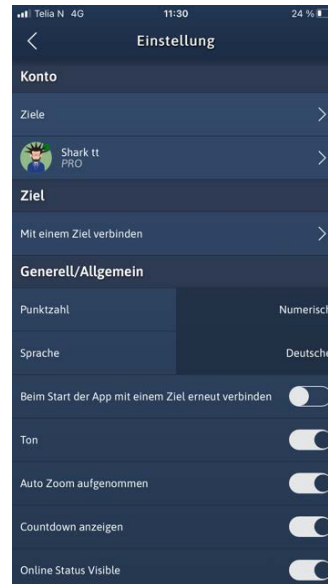 Telia N 4G 11:30 24 %
Einstellung
Konto
Ziele
Shark tt
PRO
Ziel
Mit einem Ziel verbinden
Generell/Allgemein
Punktzahl Numerisch
Sprache Deutsche
Beim Start der App mit einem Ziel erneut verbinden
Ton
Auto Zoom aufgenommen
Countdown anzeigen
Online Status Visible